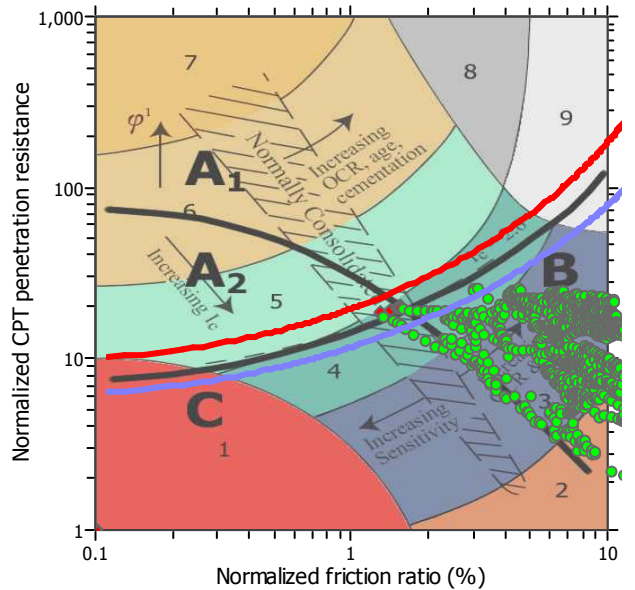 1,000
7
8
9
φ¹
Normally Consolidated
Increasing
OCR, age,
cementation
A₁
100
6
A₂
Increasing Ic
5
B
10
4
3
C
Increasing
Sensitivity
1
2
1
0.1
1
10
Normalized CPT penetration resistance
Normalized friction ratio (%)